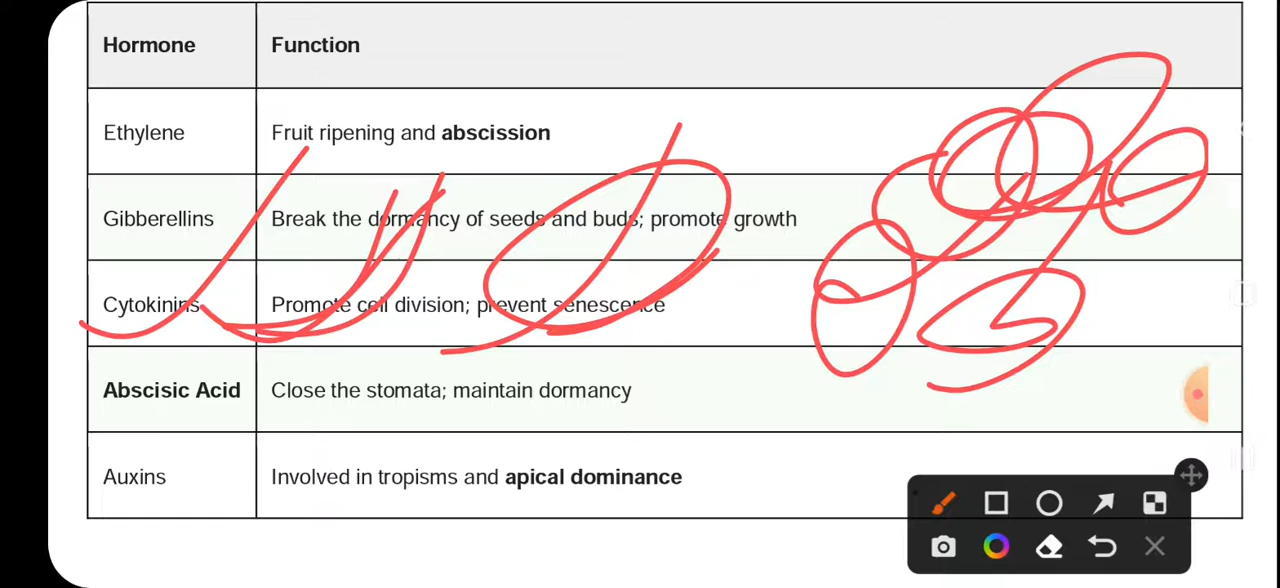 Hormone Function
Ethylene Fruit ripening and abscission
Gibberellins Break the dormancy of seeds and buds; promote growth
Cytokinins Promote cell division; prevent senescence
Abscisic Acid Close the stomata; maintain dormancy
Auxins Involved in tropisms and apical dominance